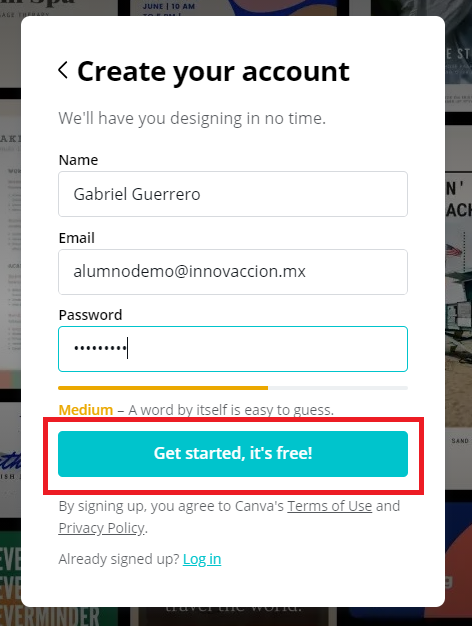 JUNE | 10 AM
Create your account
We'll have you designing in no time.
Name
Gabriel Guerrero
Email
alumnodemo@innovaccion.mx
Password
•••••••••
Medium – A word by itself is easy to guess.
Get started, it's free!
By signing up, you agree to Canva's Terms of Use and
Privacy Policy.
Already signed up? Log in
SAND
EVERMINDER
travel the world.